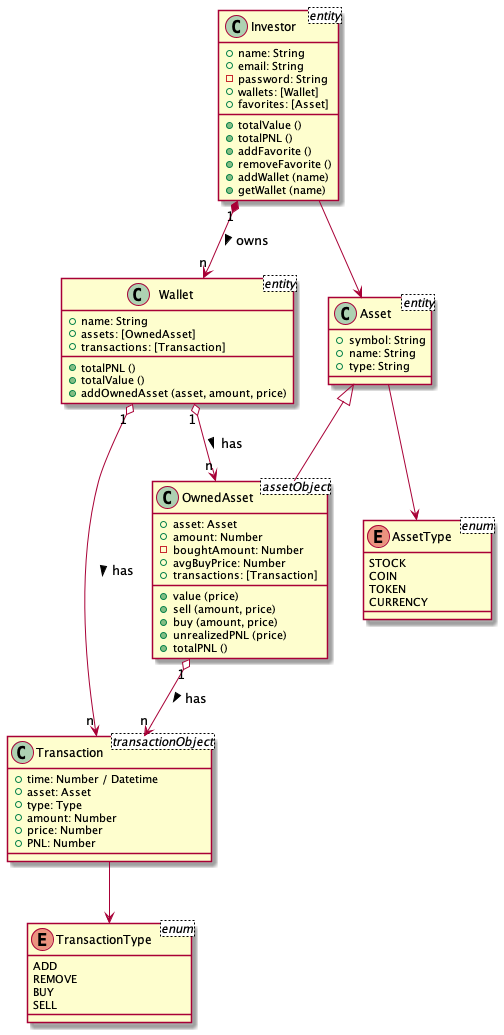 C Investor
entity
name: String
email: String
password: String
wallets: [Wallet]
favorites: [Asset]
totalValue ()
totalPNL ()
addFavorite ()
removeFavorite ()
addWallet (name)
getWallet (name)
1
owns
n
C Wallet
entity
name: String
assets: [OwnedAsset]
transactions: [Transaction]
totalPNL ()
totalValue ()
addOwnedAsset (asset, amount, price)
C Asset
entity
symbol: String
name: String
type: String
1
1
has
n
C OwnedAsset
assetObject
asset: Asset
amount: Number
boughtAmount: Number
avgBuyPrice: Number
transactions: [Transaction]
value (price)
sell (amount, price)
buy (amount, price)
unrealizedPNL (price)
totalPNL ()
E AssetType
enum
STOCK
COIN
TOKEN
CURRENCY
has
1
has
n
n
C Transaction
transactionObject
time: Number / Datetime
asset: Asset
type: Type
amount: Number
price: Number
PNL: Number
E TransactionType
enum
ADD
REMOVE
BUY
SELL